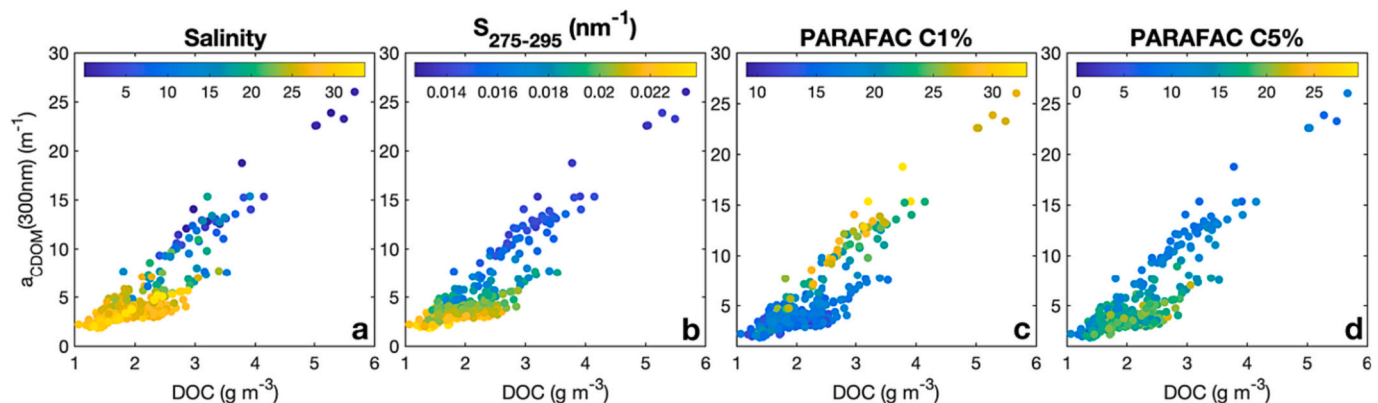 Salinity
S275-295 (nm-1)
PARAFAC C1%
PARAFAC C5%
30
25
20
15
10
5
0
5 10 15 20 25 30
a
1 2 3 4 5 6
DOC (g m-3)
aCDOM(300nm) (m-1)
30
25
20
15
10
5
0
0.014 0.016 0.018 0.02 0.022
b
1 2 3 4 5 6
DOC (g m-3)
30
25
20
15
10
5
10 15 20 25 30
c
1 2 3 4 5 6
DOC (g m-3)
30
25
20
15
10
5
0 5 10 15 20 25
d
1 2 3 4 5 6
DOC (g m-3)